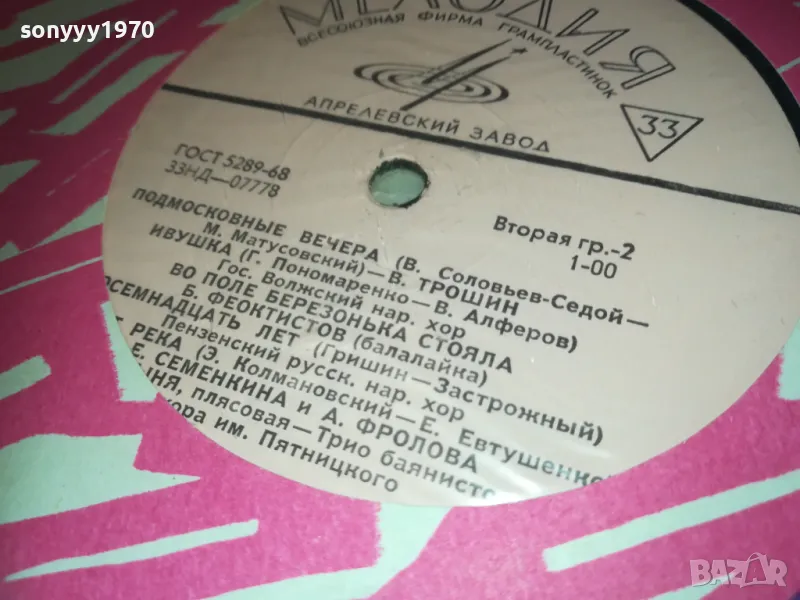 sonyyy1970
МЕЛОДИЯ
ВСЕСОЮЗНАЯ ФИРМА ГРАМПЛАСТИНОК
АПРЕЛЕВСКИЙ ЗАВОД
33
ГОСТ 5289-68
33НД—07778
Вторая гр.-2
1-00
ПОДМОСКОВНЫЕ ВЕЧЕРА (В. Соловьев-Седой—
М. Матусовский)—В. ТРОШИН
ИВУШКА (Г. Пономаренко—В. Алферов)
Гос. Волжский нар. хор
ВО ПОЛЕ БЕРЕЗОНЬКА СТОЯЛА
Б. ФЕОКТИСТОВ (балалайка)
ОСЕМНАДЦАТЬ ЛЕТ (Гришин—Застрожный)
Пензенский русск. нар. хор
РЕКА (Э. Колмановский—Е. Евтушенко
Е. СЕМЕНКИНА и А. ФРОЛОВА
плясовая—Трио баянисто
хора им. Пятницкого
BAZAR